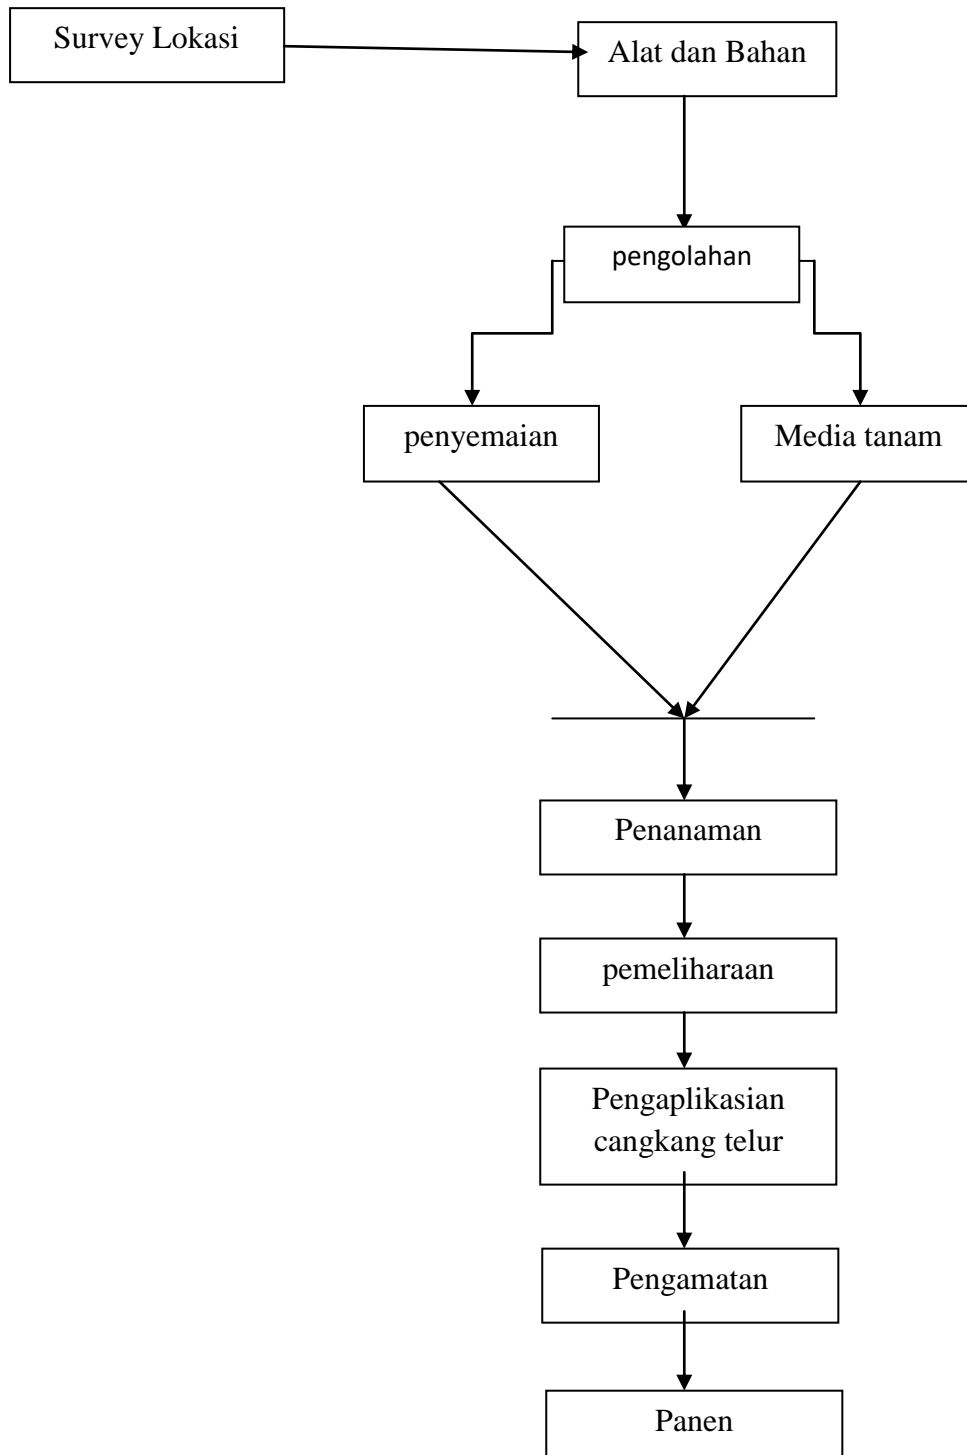 Survey Lokasi
Alat dan Bahan
pengolahan
penyemaian
Media tanam
Penanaman
pemeliharaan
Pengaplikasian
cangkang telur
Pengamatan
Panen